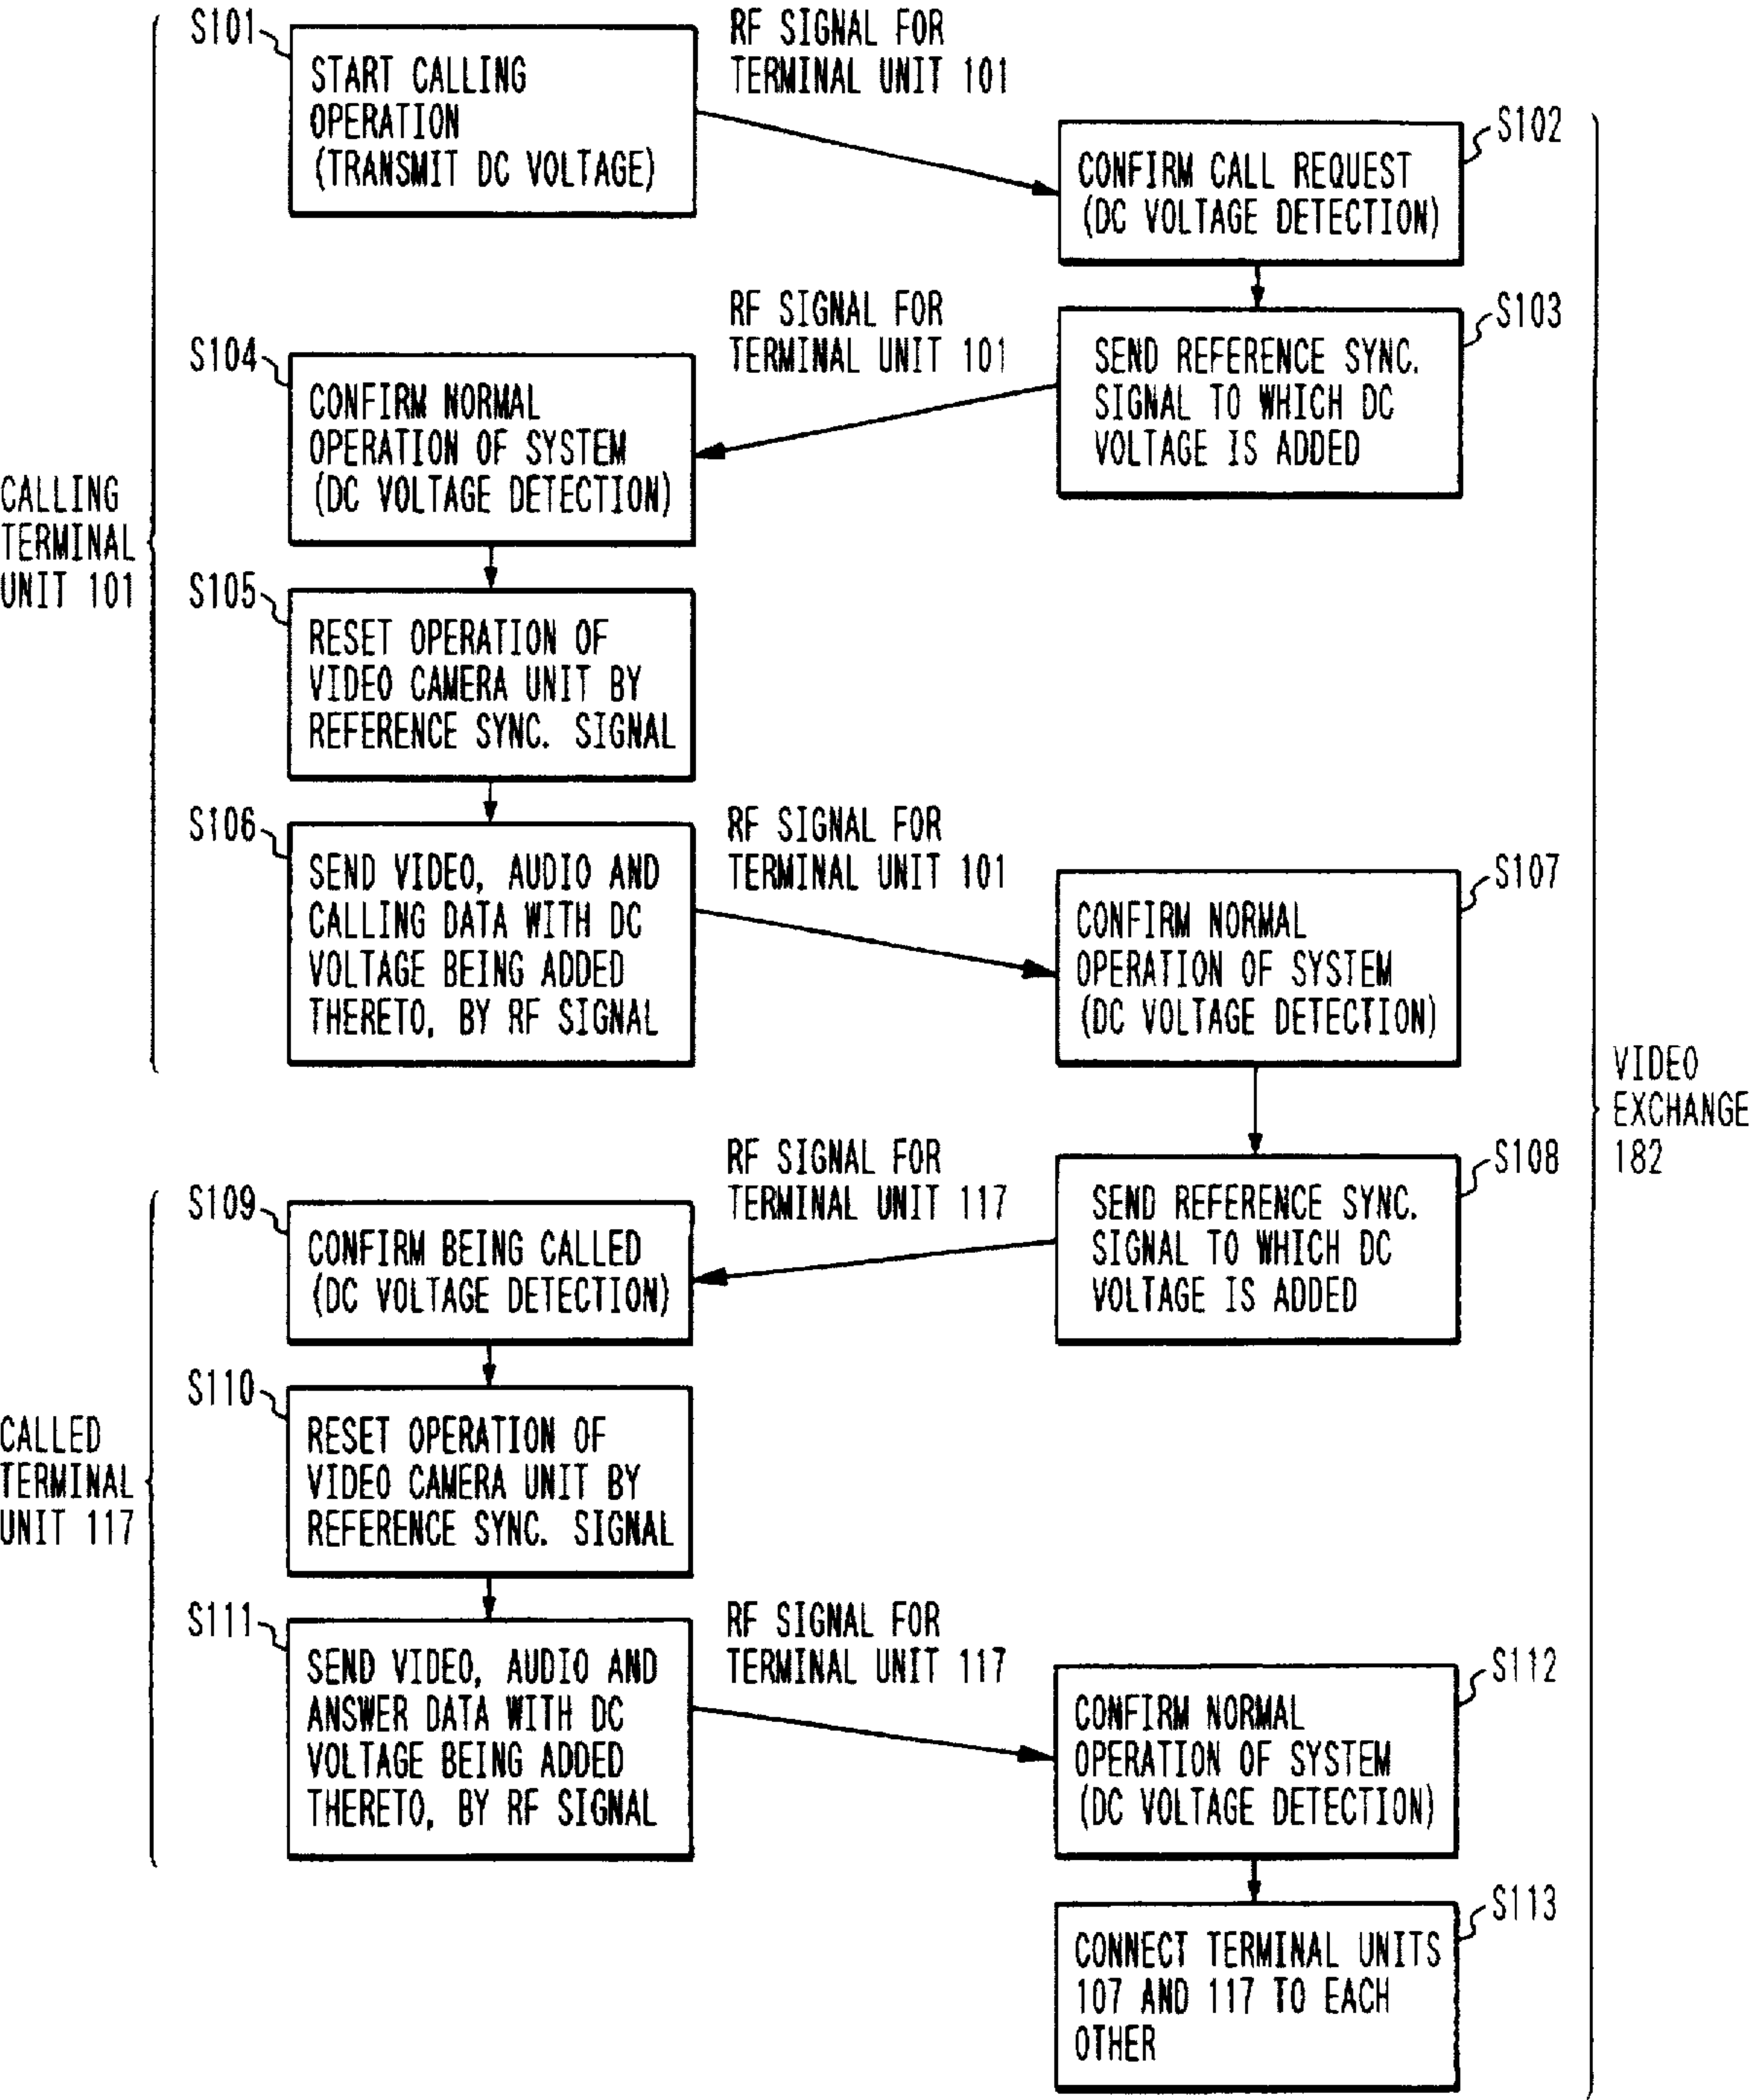 S101
START CALLING
OPERATION
(TRANSMIT DC VOLTAGE)
RF SIGNAL FOR
TERMINAL UNIT 101
S102
CONFIRM CALL REQUEST
(DC VOLTAGE DETECTION)
S103
SEND REFERENCE SYNC.
SIGNAL TO WHICH DC
VOLTAGE IS ADDED
RF SIGNAL FOR
TERMINAL UNIT 101
S104
CONFIRM NORMAL
OPERATION OF SYSTEM
(DC VOLTAGE DETECTION)
CALLING
TERMINAL
UNIT 101
S105
RESET OPERATION OF
VIDEO CAMERA UNIT BY
REFERENCE SYNC. SIGNAL
S106
SEND VIDEO, AUDIO AND
CALLING DATA WITH DC
VOLTAGE BEING ADDED
THERETO, BY RF SIGNAL
RF SIGNAL FOR
TERMINAL UNIT 101
S107
CONFIRM NORMAL
OPERATION OF SYSTEM
(DC VOLTAGE DETECTION)
VIDEO
EXCHANGE
182
S108
SEND REFERENCE SYNC.
SIGNAL TO WHICH DC
VOLTAGE IS ADDED
RF SIGNAL FOR
TERMINAL UNIT 117
S109
CONFIRM BEING CALLED
(DC VOLTAGE DETECTION)
S110
RESET OPERATION OF
VIDEO CAMERA UNIT BY
REFERENCE SYNC. SIGNAL
CALLED
TERMINAL
UNIT 117
S111
SEND VIDEO, AUDIO AND
ANSWER DATA WITH DC
VOLTAGE BEING ADDED
THERETO, BY RF SIGNAL
RF SIGNAL FOR
TERMINAL UNIT 117
S112
CONFIRM NORMAL
OPERATION OF SYSTEM
(DC VOLTAGE DETECTION)
S113
CONNECT TERMINAL UNITS
107 AND 117 TO EACH
OTHER